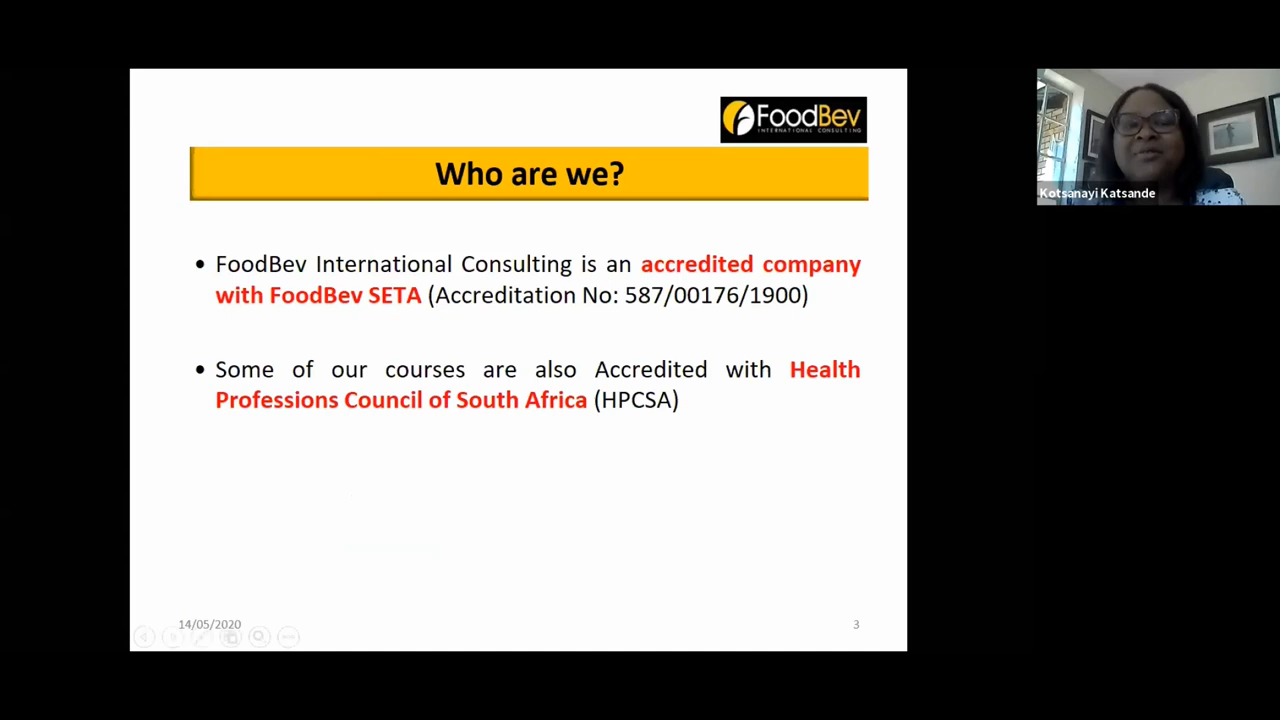 FoodBev
INTERNATIONAL CONSULTING
Who are we?
• FoodBev International Consulting is an accredited company
with FoodBev SETA (Accreditation No: 587/00176/1900)
• Some of our courses are also Accredited with Health
Professions Council of South Africa (HPCSA)
14/05/2020
3
Kotsanayi Katsande